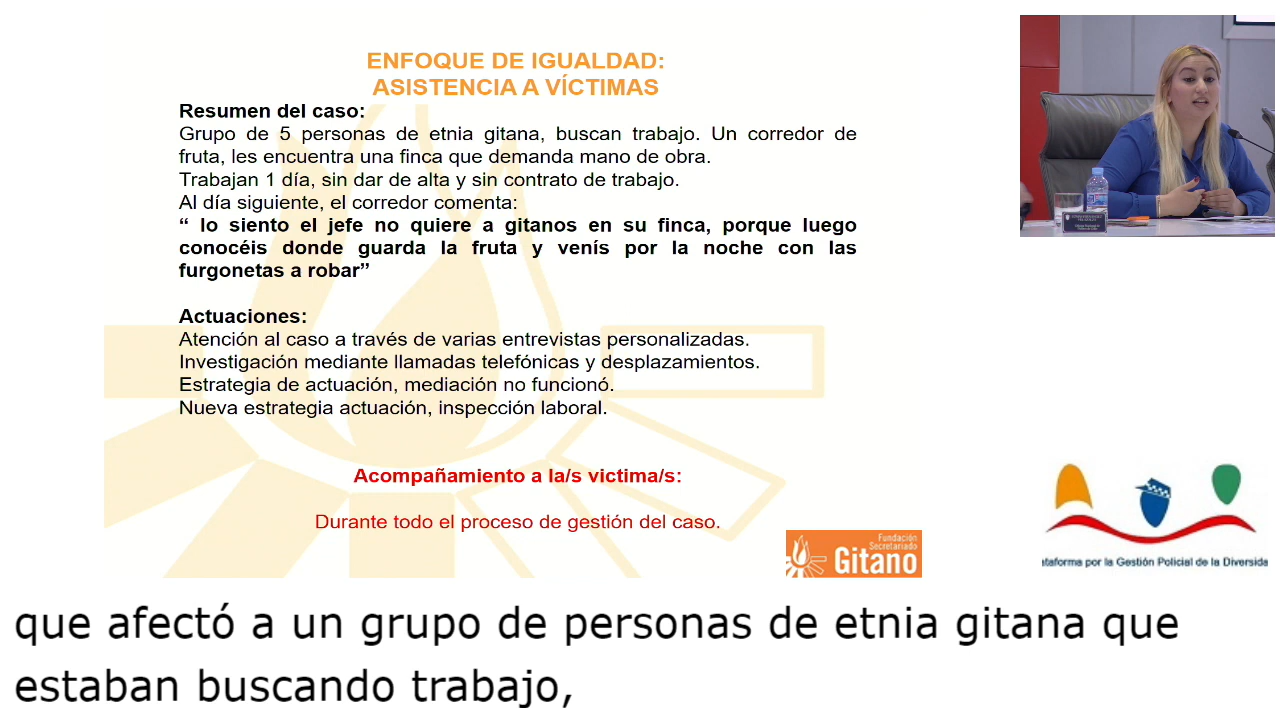 ENFOQUE DE IGUALDAD:
ASISTENCIA A VÍCTIMAS
Resumen del caso:
Grupo de 5 personas de etnia gitana, buscan trabajo. Un corredor de
fruta, les encuentra una finca que demanda mano de obra.
Trabajan 1 día, sin dar de alta y sin contrato de trabajo.
Al día siguiente, el corredor comenta:
“ lo siento el jefe no quiere a gitanos en su finca, porque luego
conocéis donde guarda la fruta y venís por la noche con las
furgonetas a robar”
Actuaciones:
Atención al caso a través de varias entrevistas personalizadas.
Investigación mediante llamadas telefónicas y desplazamientos.
Estrategia de actuación, mediación no funcionó.
Nueva estrategia actuación, inspección laboral.
Acompañamiento a la/s victima/s:
Durante todo el proceso de gestión del caso.
Fundación
Secretariado
Gitano
ataforma por la Gestión Policial de la Diversida
que afectó a un grupo de personas de etnia gitana que
estaban buscando trabajo,